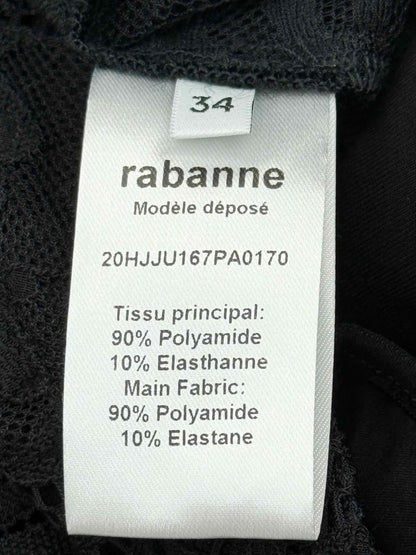 34
rabanne
Modèle déposé
20HJJU167PA0170
Tissu principal:
90% Polyamide
10% Elasthanne
Main Fabric:
90% Polyamide
10% Elastane